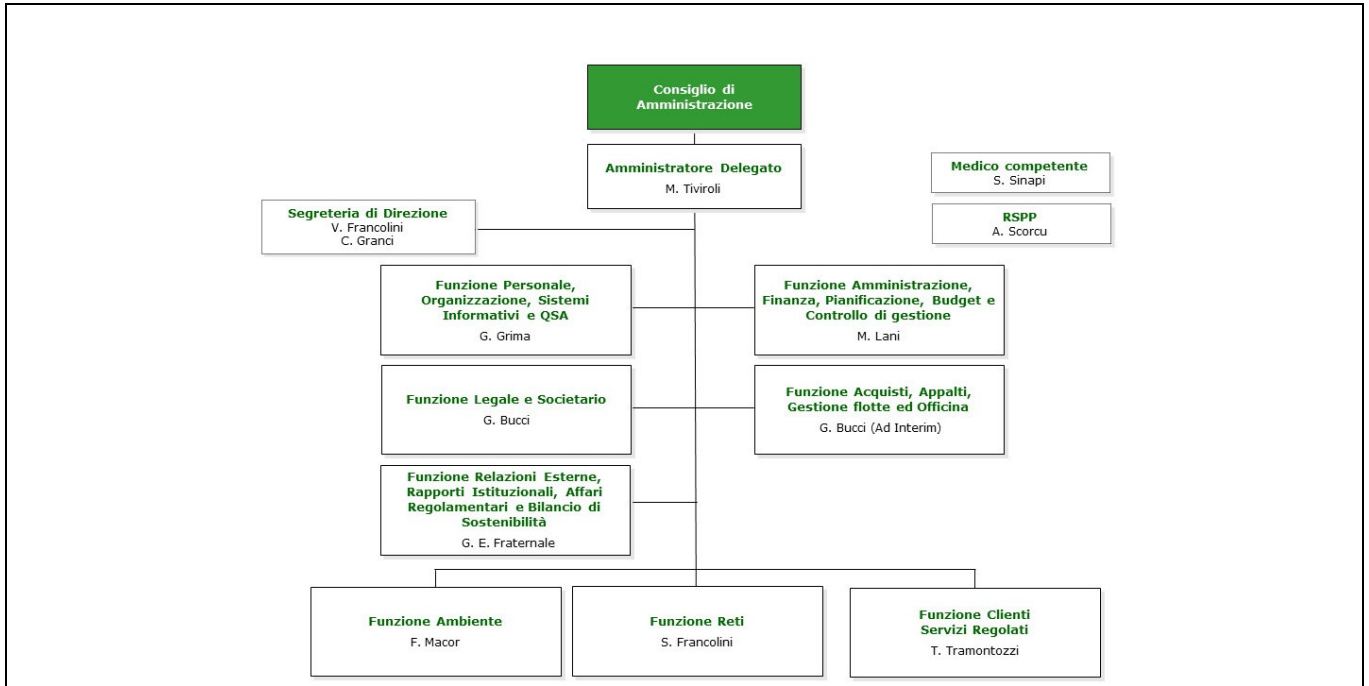 Consiglio di
Amministrazione
Amministratore Delegato
M. Tiviroli
Medico competente
S. Sinapi
RSPP
A. Scorcu
Segreteria di Direzione
V. Francolini
C. Granci
Funzione Personale,
Organizzazione, Sistemi
Informativi e QSA
G. Grima
Funzione Amministrazione,
Finanza, Pianificazione, Budget e
Controllo di gestione
M. Lani
Funzione Legale e Societario
G. Bucci
Funzione Acquisti, Appalti,
Gestione flotte ed Officina
G. Bucci (Ad Interim)
Funzione Relazioni Esterne,
Rapporti Istituzionali, Affari
Regolamentari e Bilancio di
Sostenibilità
G. E. Fraternale
Funzione Ambiente
F. Macor
Funzione Reti
S. Francolini
Funzione Clienti
Servizi Regolati
T. Tramontozzi